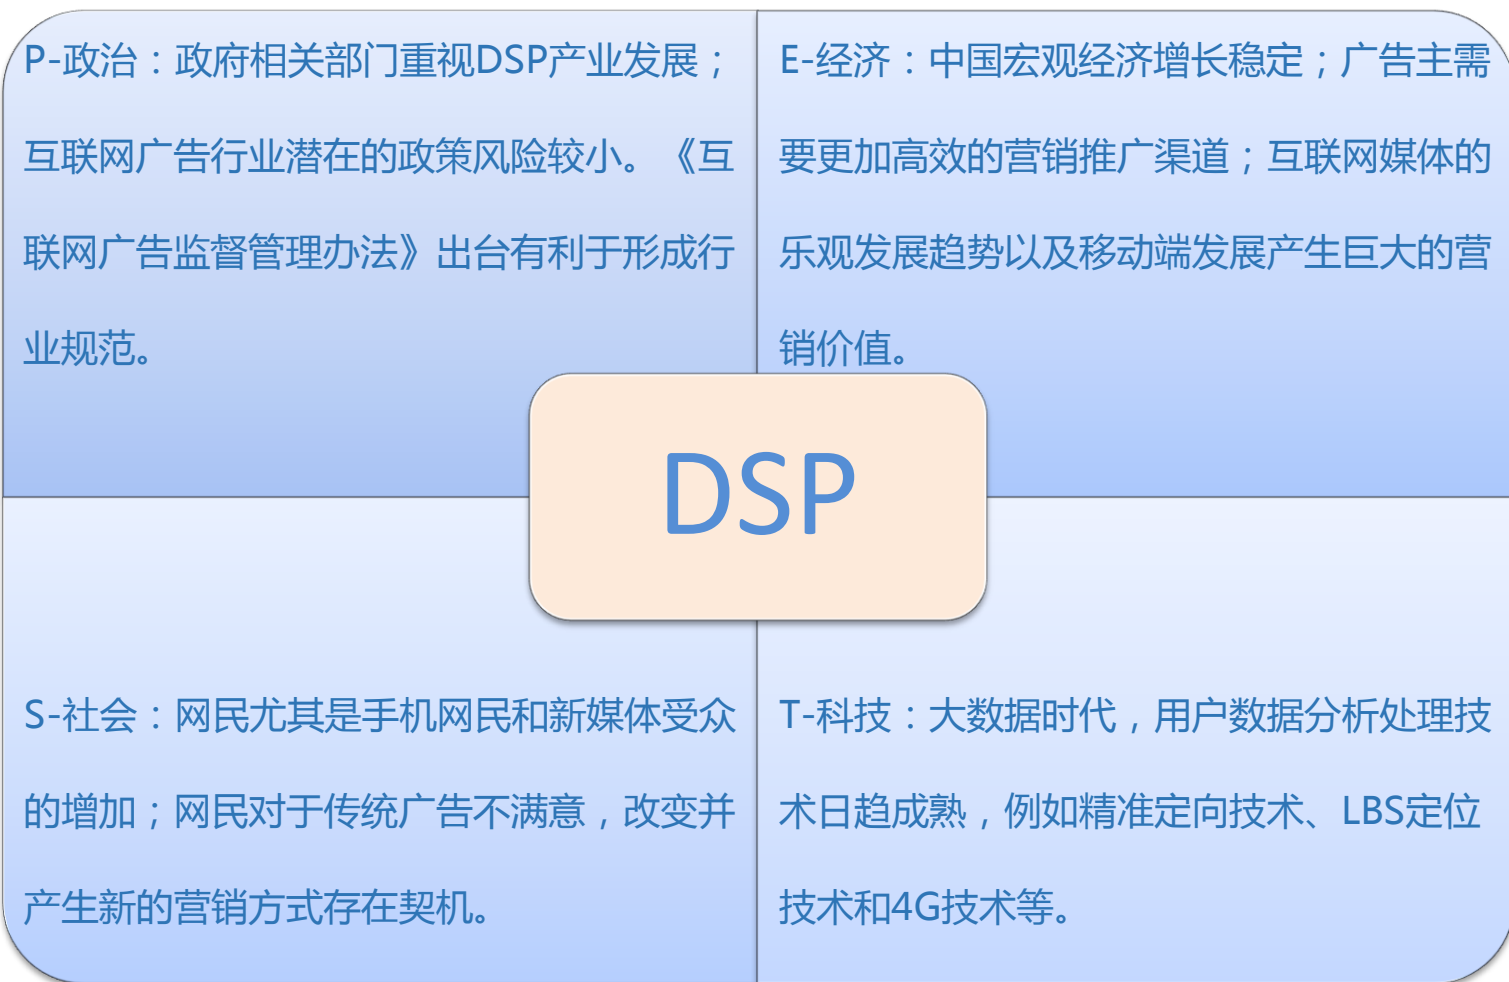 P-政治：政府相关部门重视DSP产业发展；
互联网广告行业潜在的政策风险较小。《互
联网广告监督管理办法》出台有利于形成行
业规范。
E-经济：中国宏观经济增长稳定；广告主需
要更加高效的营销推广渠道；互联网媒体的
乐观发展趋势以及移动端发展产生巨大的营
销价值。
DSP
S-社会：网民尤其是手机网民和新媒体受众
的增加；网民对于传统广告不满意，改变并
产生新的营销方式存在契机。
T-科技：大数据时代，用户数据分析处理技
术日趋成熟，例如精准定向技术、LBS定位
技术和4G技术等。